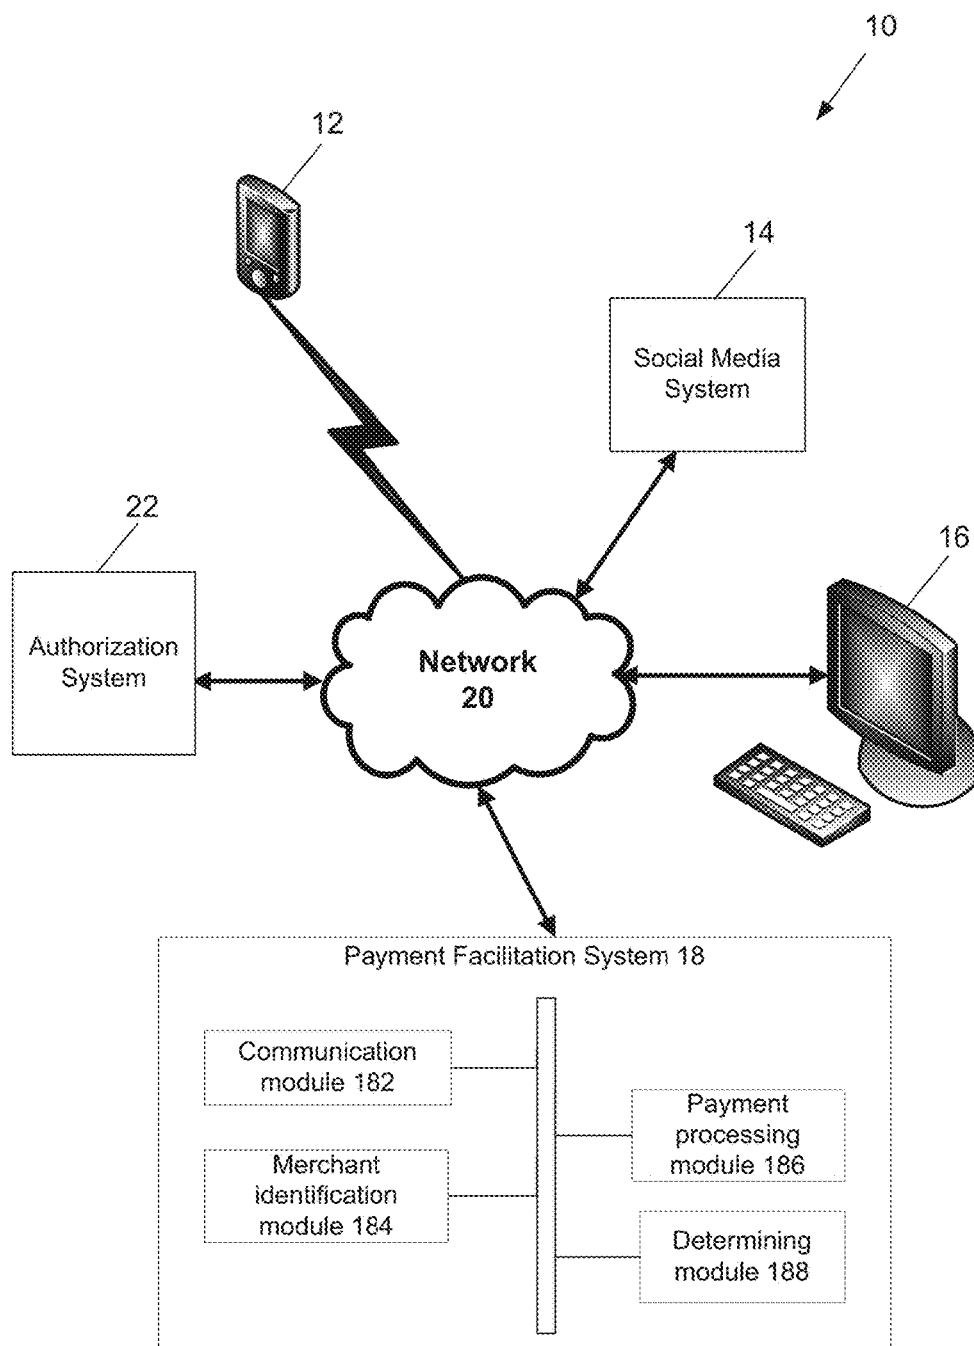 10
12
14
Social Media
System
22
16
Authorization
System
Network
20
Payment Facilitation System 18
Communication
module 182
Payment
processing
module 186
Merchant
identification
module 184
Determining
module 188